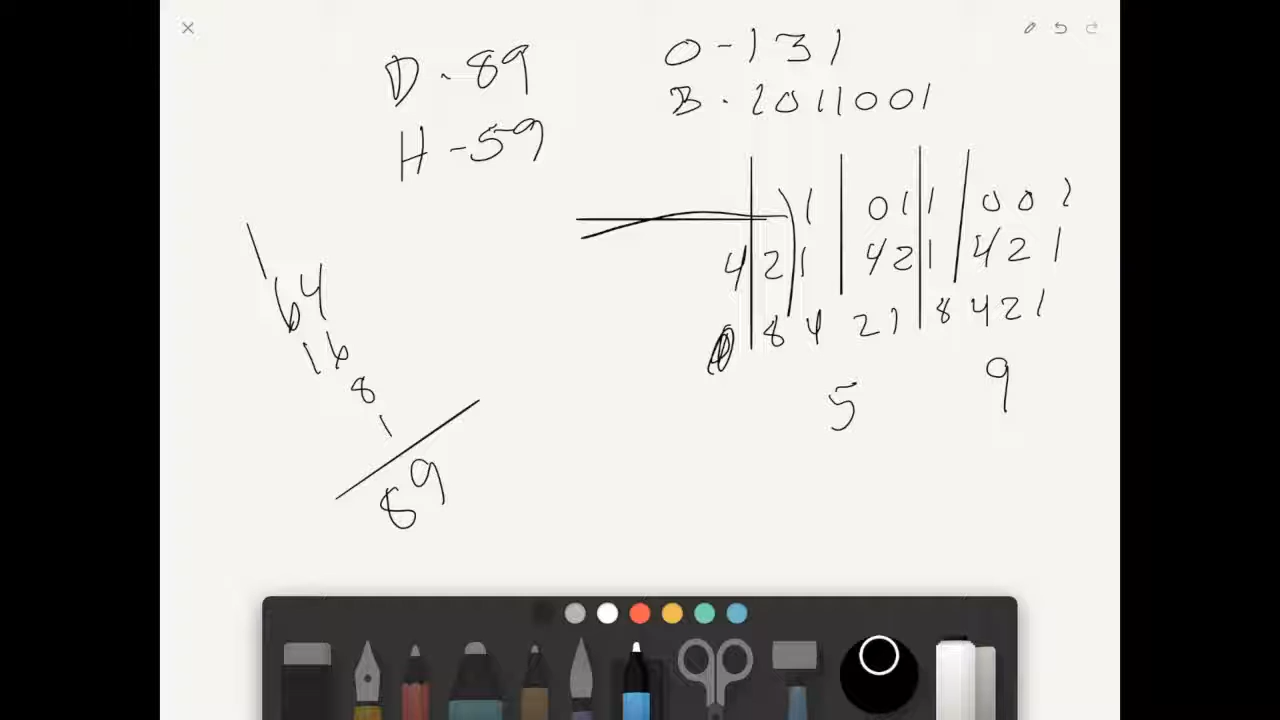 D - 89
O - 131
B - 1011001
H - 59
1 011 001
4 2 1 4 2 1 4 2 1
8 4 2 1 8 4 2 1
5 9
64
16
8
1
89